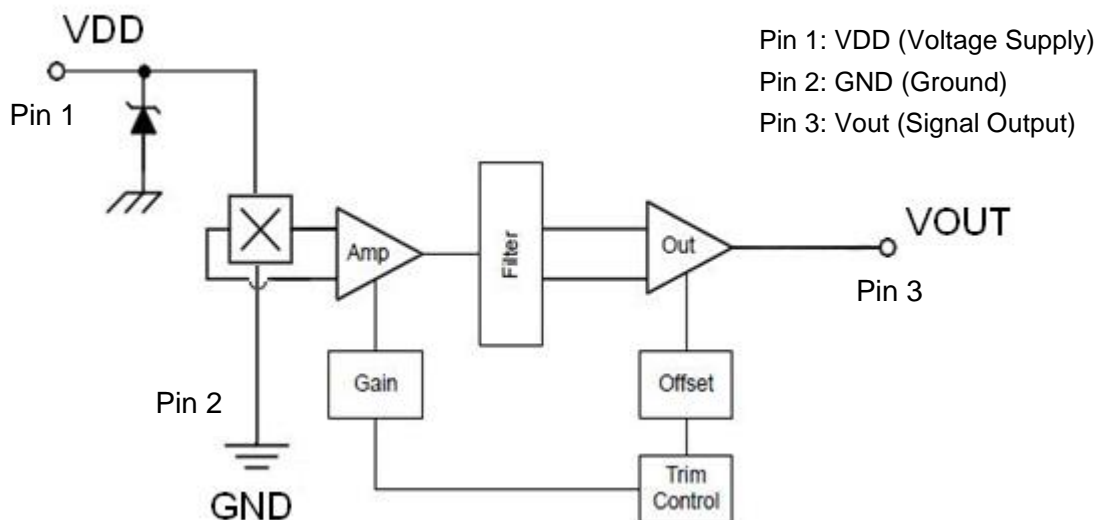 VDD
Pin 1
Pin 1: VDD (Voltage Supply)
Pin 2: GND (Ground)
Pin 3: Vout (Signal Output)
Amp
Filter
Out
VOUT
Pin 3
Gain
Offset
Pin 2
GND
Trim
Control